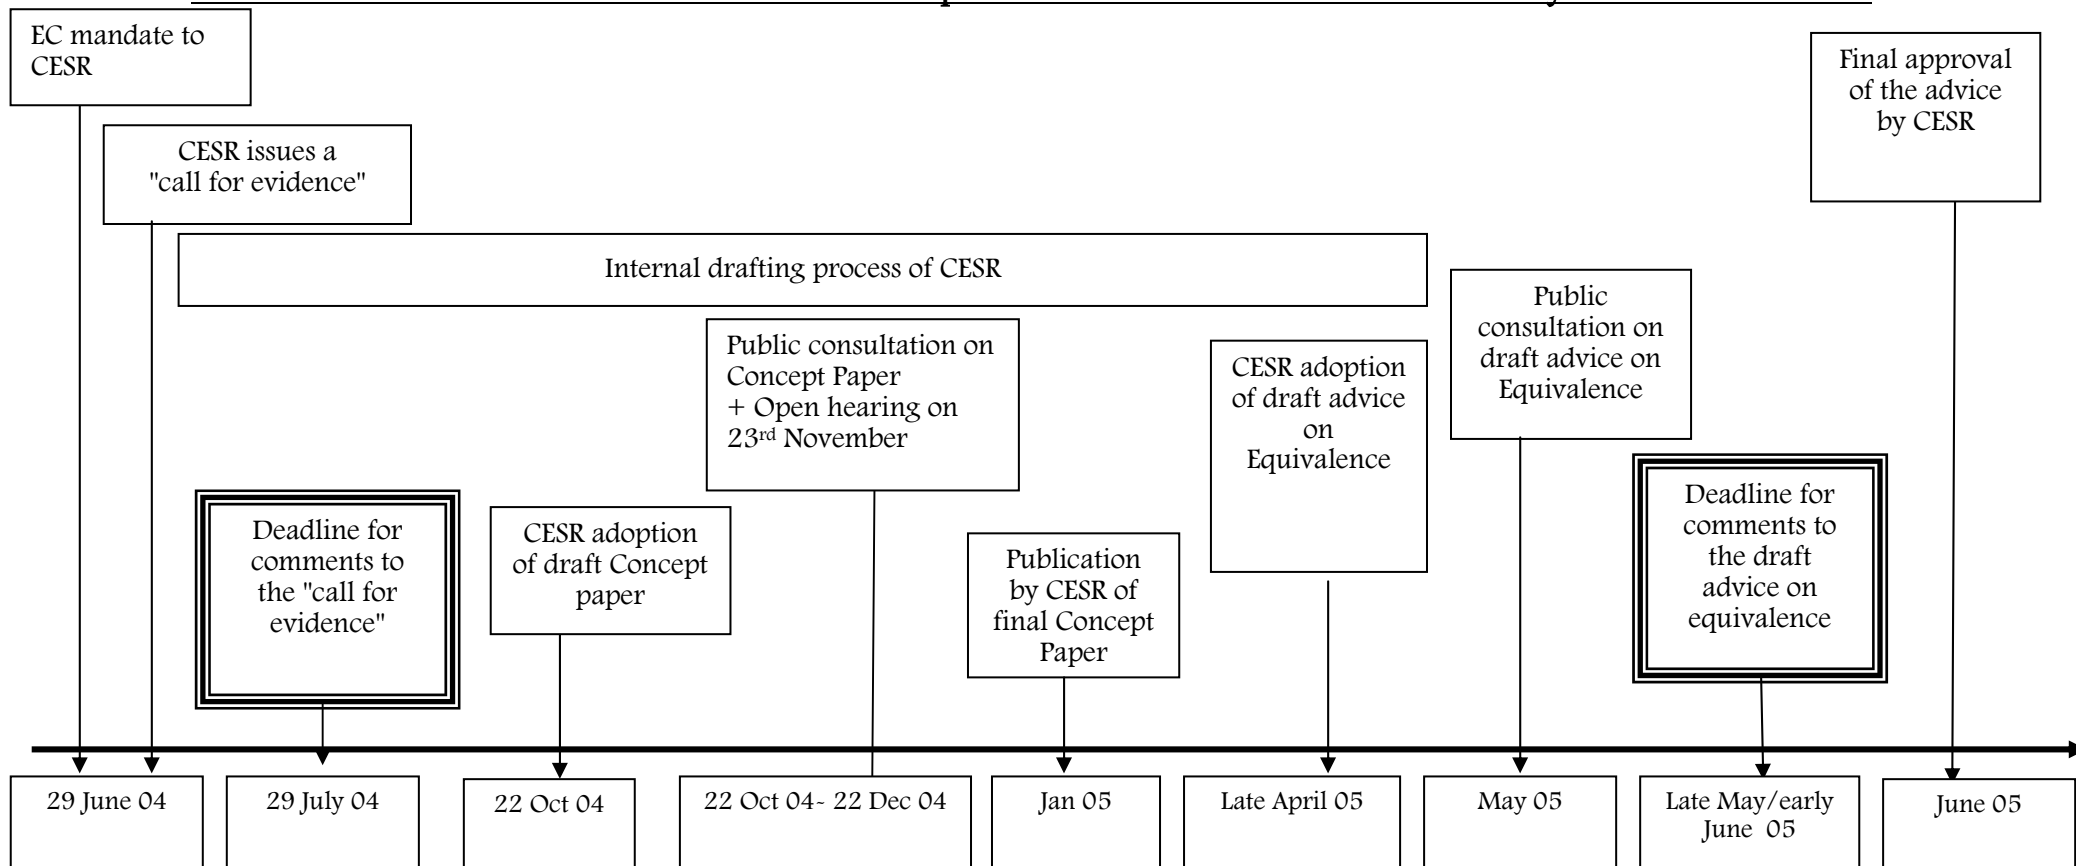 EC mandate to
CESR
CESR issues a
"call for evidence"
Internal drafting process of CESR
Final approval
of the advice
by CESR
Public
consultation on
draft advice on
Equivalence
Public consultation on
Concept Paper
+ Open hearing on
23rd November
CESR adoption
of draft advice
on
Equivalence
Deadline for
comments to
the "call for
evidence"
CESR adoption
of draft Concept
paper
Publication
by CESR of
final Concept
Paper
Deadline for
comments to
the draft
advice on
equivalence
29 June 04
29 July 04
22 Oct 04
22 Oct 04- 22 Dec 04
Jan 05
Late April 05
May 05
Late May/early
June 05
June 05